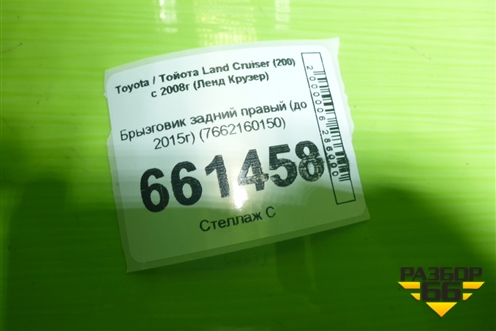 Toyota / Тойота Land Cruiser (200)
с 2008г (Ленд Крузер)
Брызговик задний правый (до
2015г) (7662160150)
661458
Стеллаж С
РАЗБОР
66